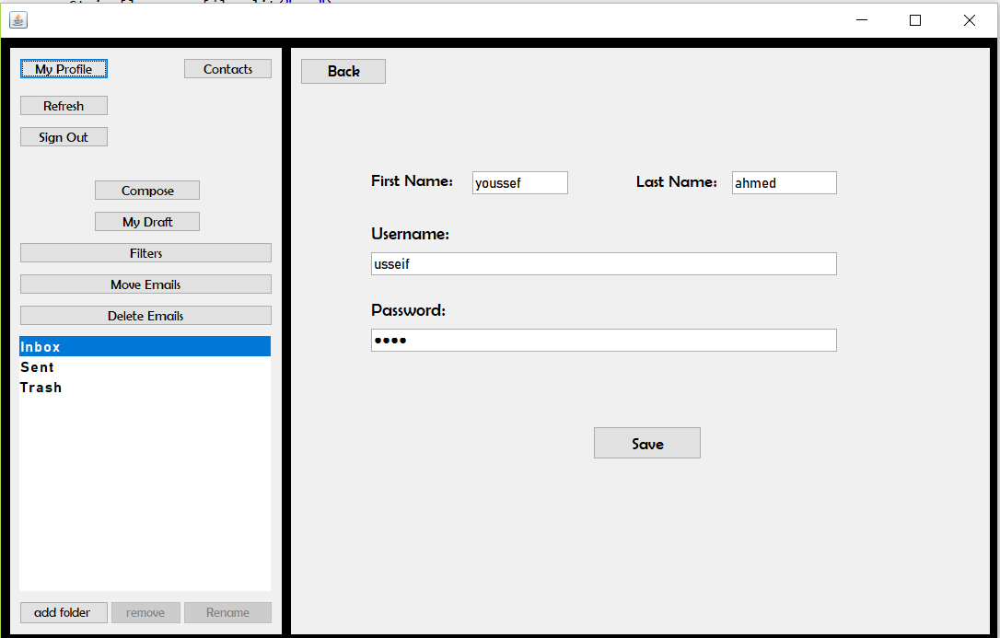 My Profile
Contacts
Refresh
Sign Out
Compose
My Draft
Filters
Move Emails
Delete Emails
Inbox
Sent
Trash
add folder
remove
Rename
Back
First Name:
youssef
Last Name:
ahmed
Username:
usseif
Password:
●●●●
Save